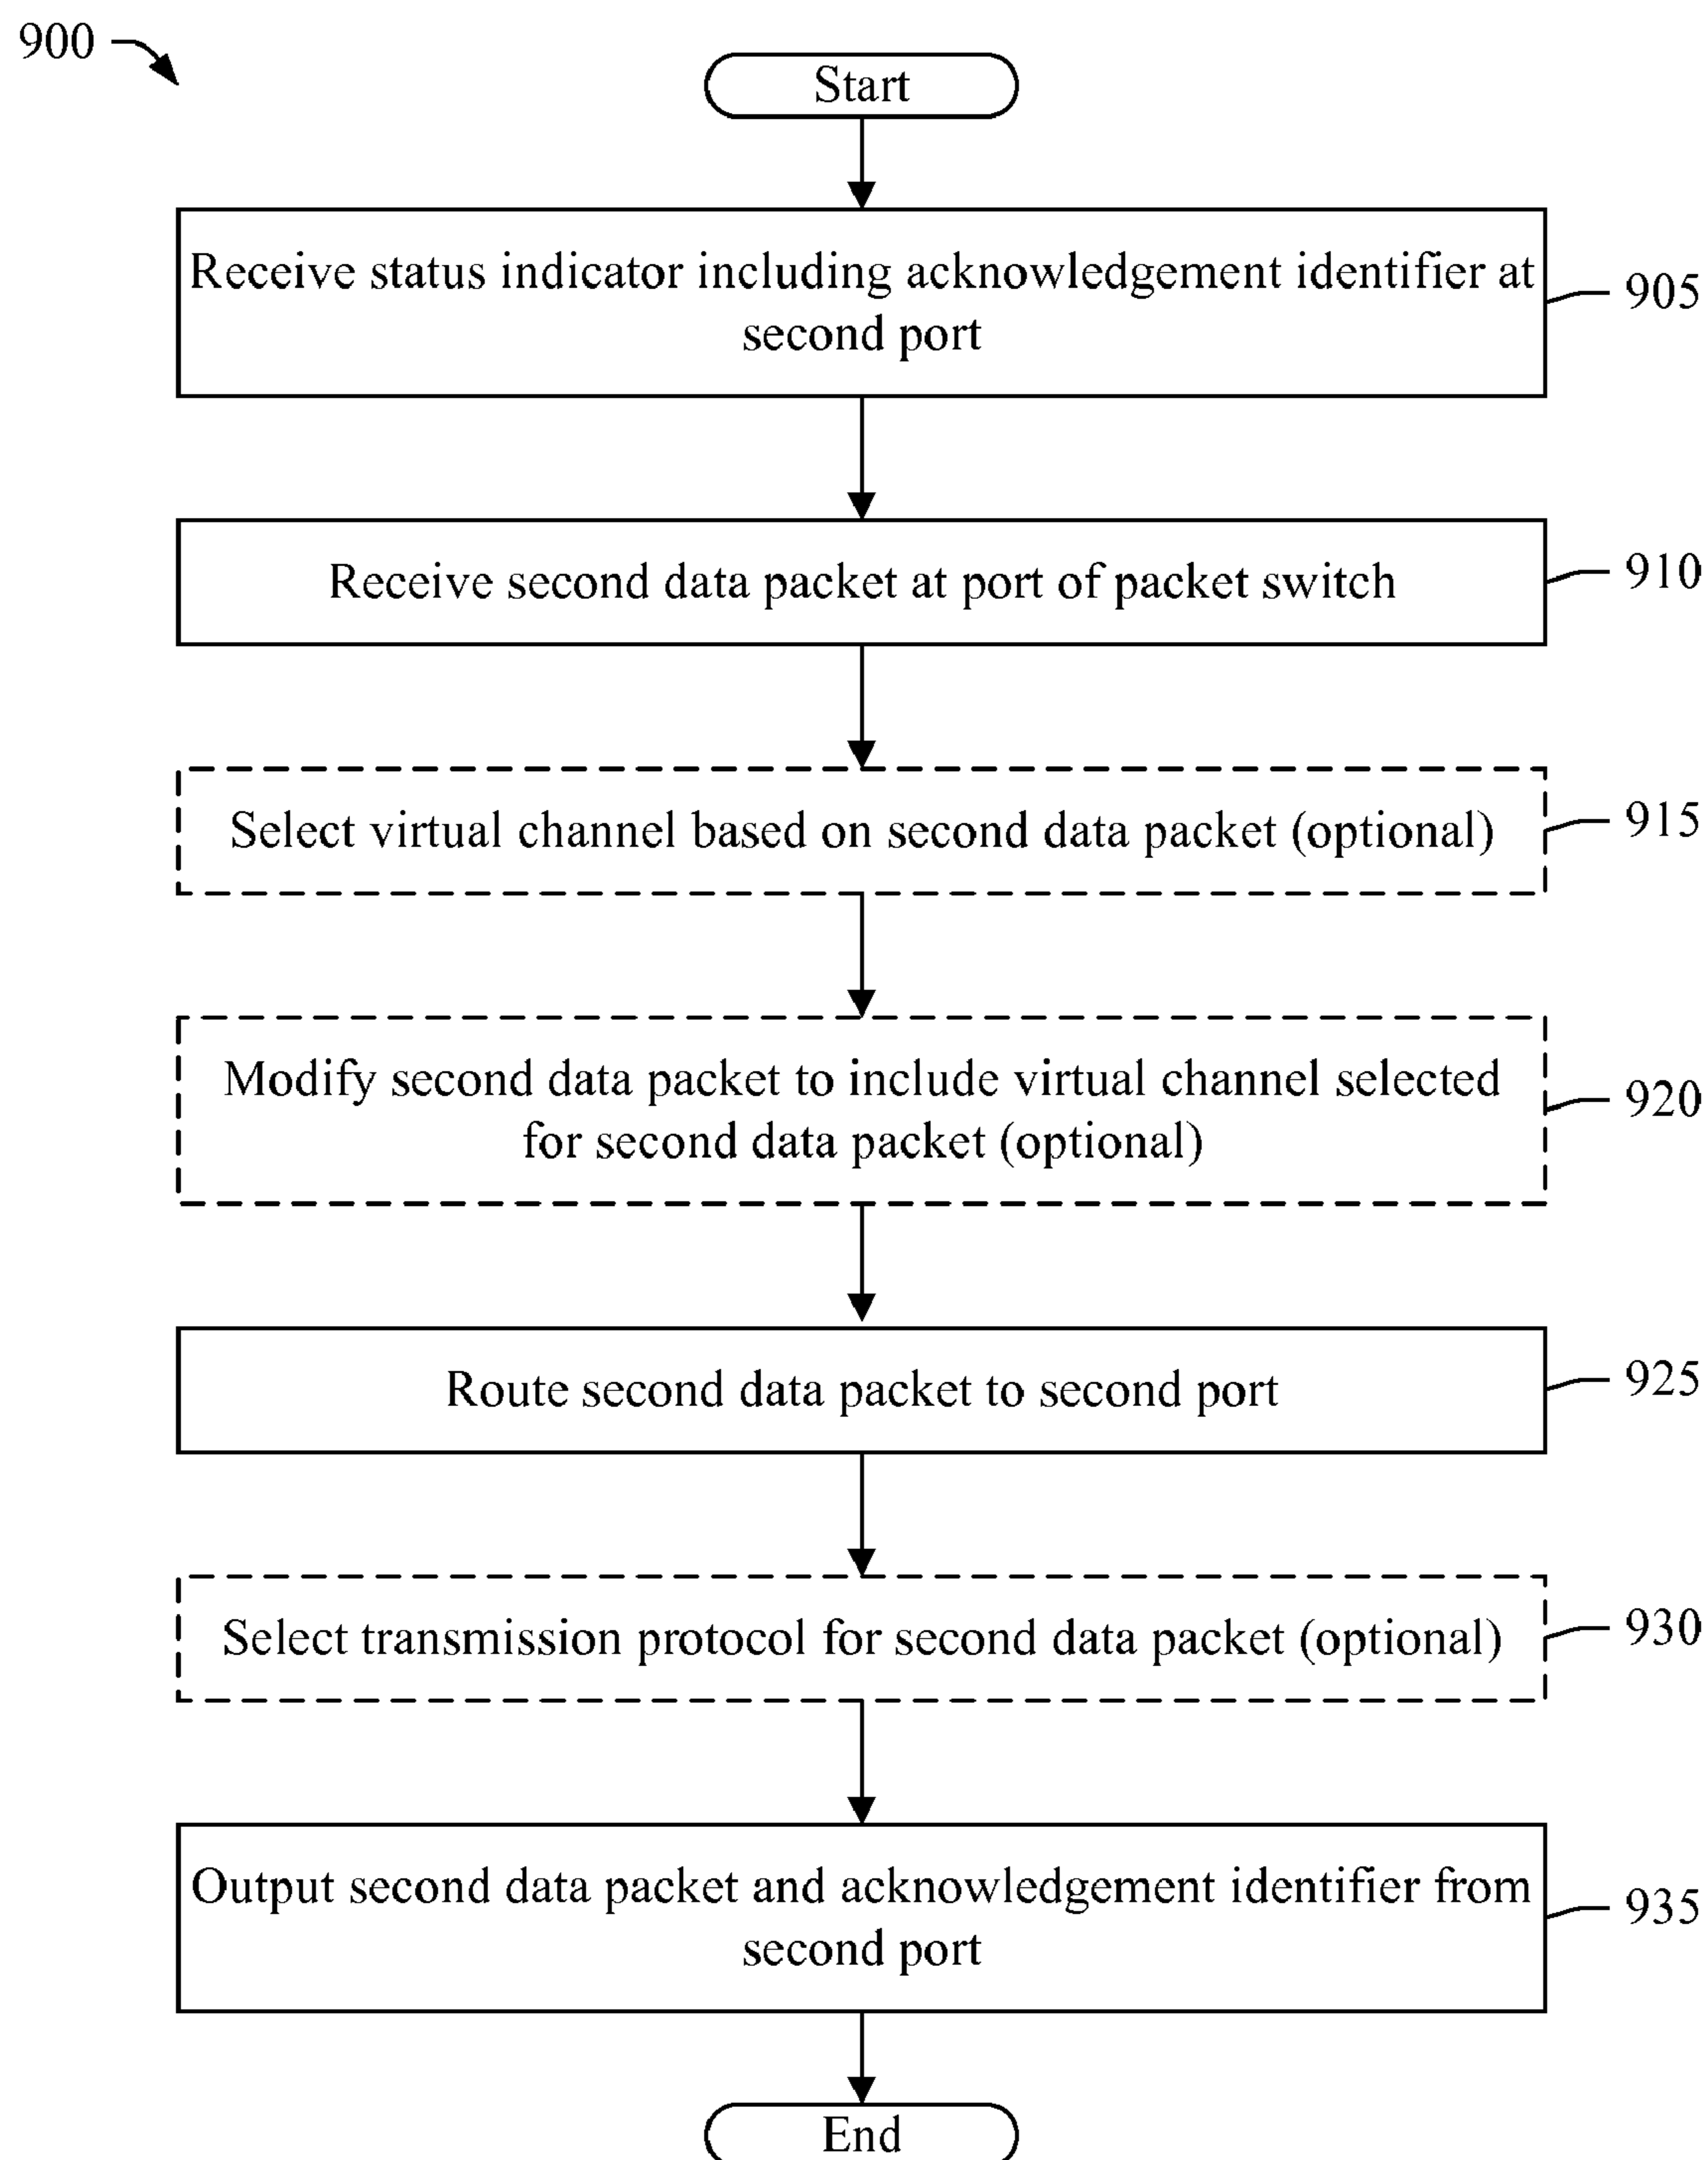 900
Start
Receive status indicator including acknowledgement identifier at
second port
905
Receive second data packet at port of packet switch
910
Select virtual channel based on second data packet (optional)
915
Modify second data packet to include virtual channel selected
for second data packet (optional)
920
Route second data packet to second port
925
Select transmission protocol for second data packet (optional)
930
Output second data packet and acknowledgement identifier from
second port
935
End